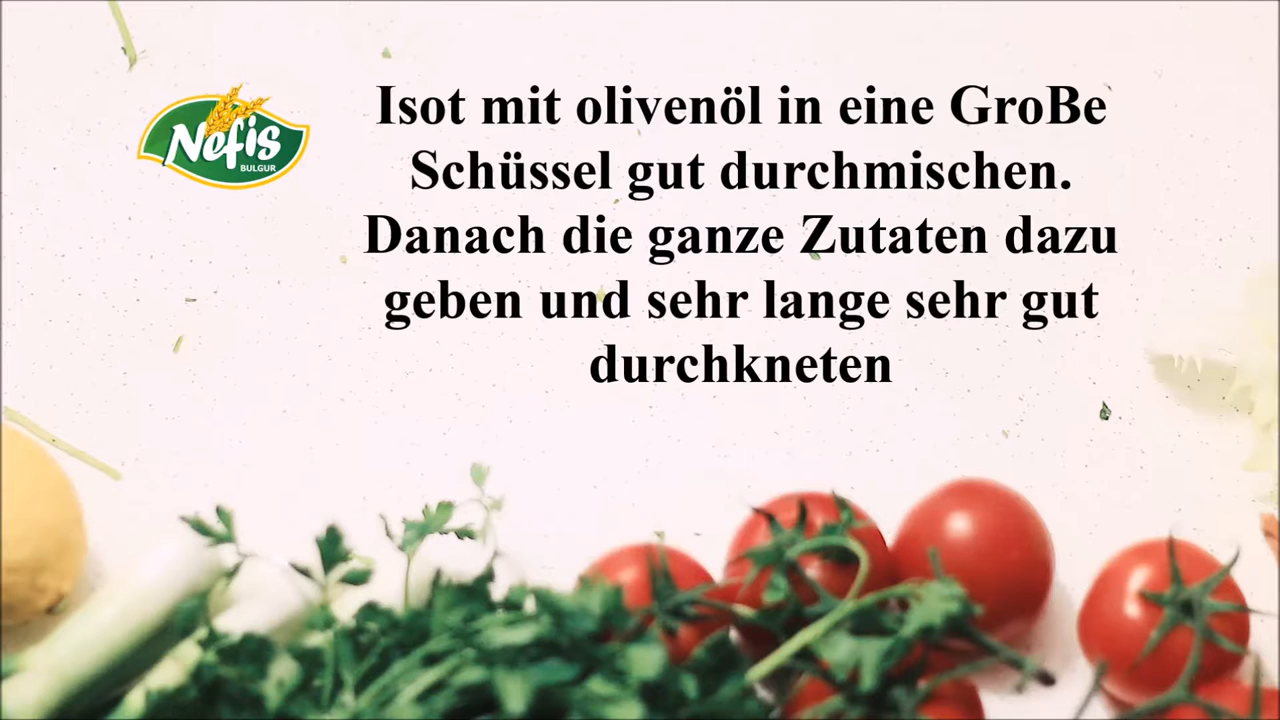 Nefis
BULGUR
Isot mit olivenöl in eine GroBe
Schüssel gut durchmischen.
Danach die ganze Zutaten dazu
geben und sehr lange sehr gut
durchkneten